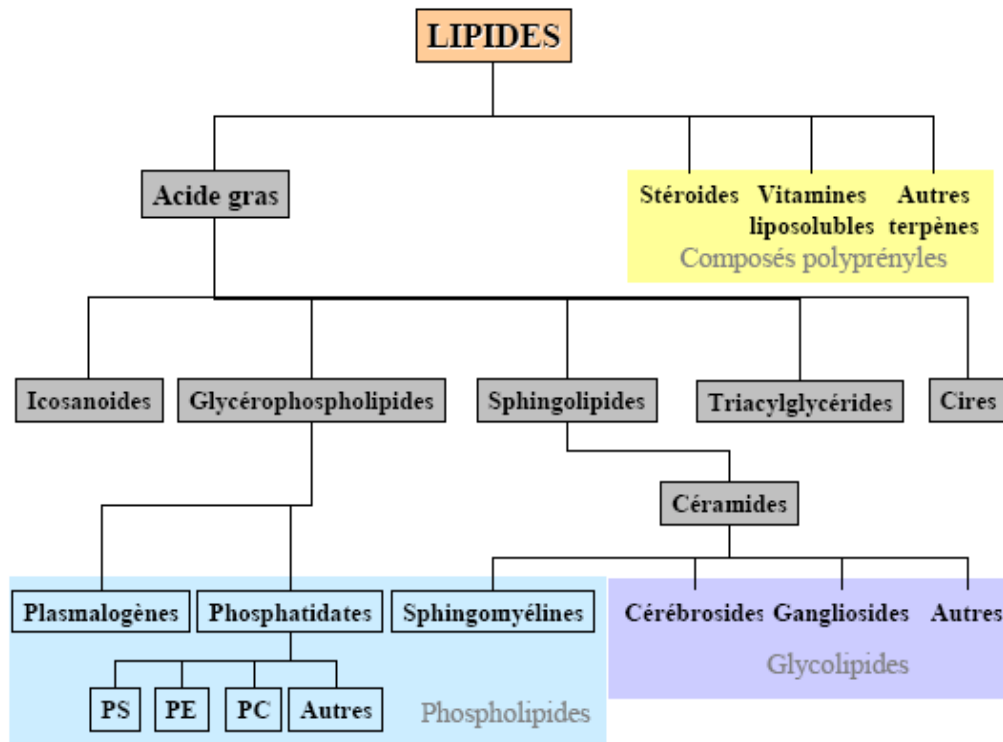 LIPIDES
Acide gras
Stéroides
Vitamines
liposolubles
Autres
terpènes
Composés polyprényles
Icosanoides
Glycérophospholipides
Sphingolipides
Triacylglycérides
Cires
Céramides
Plasmalogènes
Phosphatidates
Sphingomyélines
Cérébrosides
Gangliosides
Autres
Glycolipides
PS
PE
PC
Autres
Phospholipides